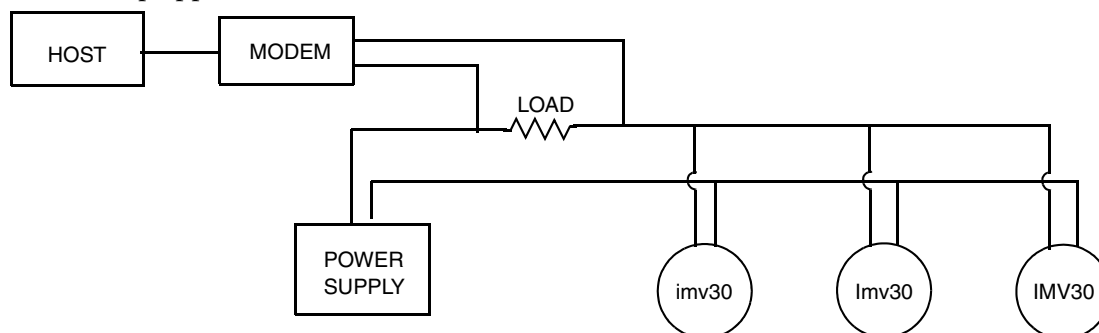 HOST
MODEM
LOAD
POWER
SUPPLY
imv30
Imv30
IMV30